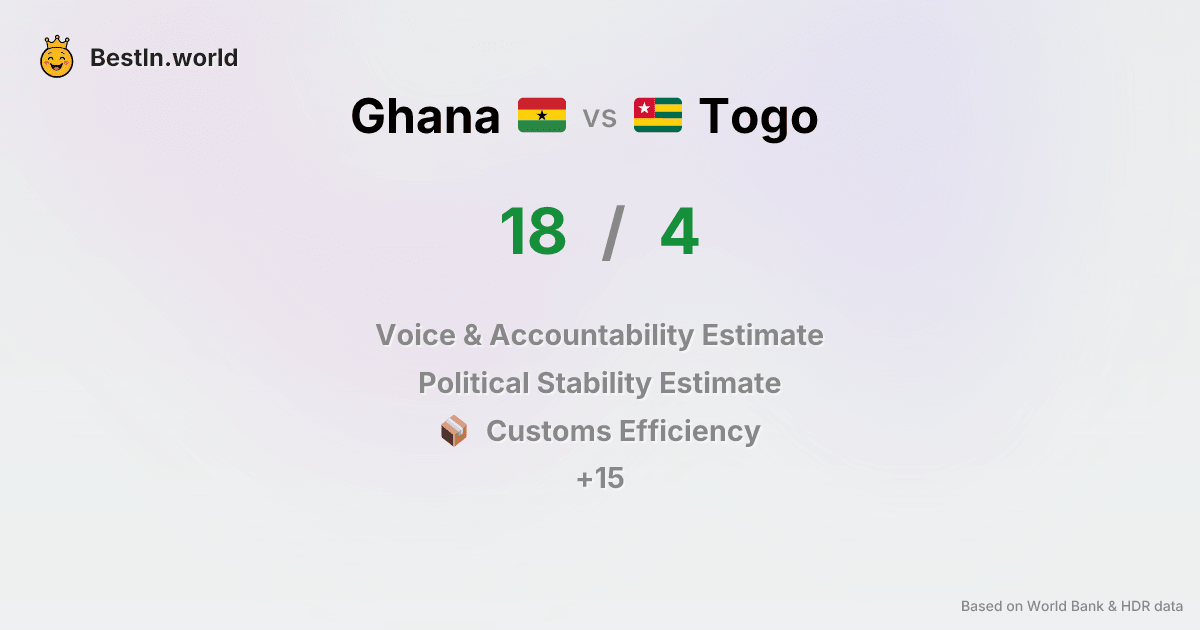 BestIn.world
Ghana vs Togo
18 / 4
Voice & Accountability Estimate
Political Stability Estimate
Customs Efficiency
+15
Based on World Bank & HDR data